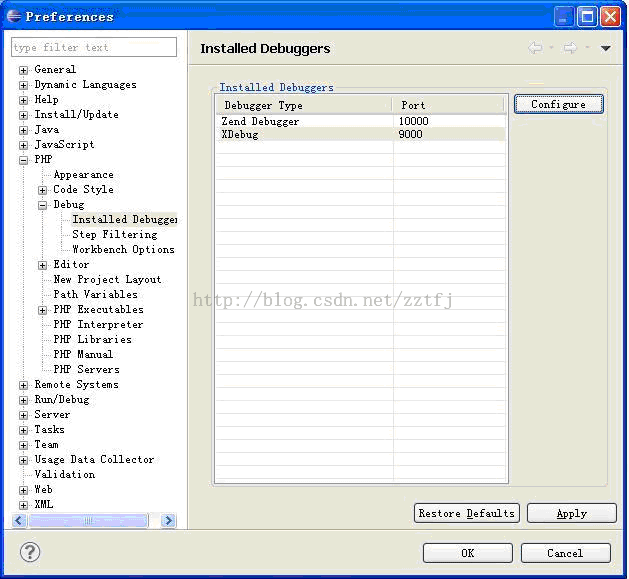 Preferences
type filter text
General
Dynamic Languages
Help
Install/Update
Java
JavaScript
PHP
Appearance
Code Style
Debug
Installed Debugger
Step Filtering
Workbench Options
Editor
New Project Layout
Path Variables
PHP Executables
PHP Interpreter
PHP Libraries
PHP Manual
PHP Servers
Remote Systems
Run/Debug
Server
Tasks
Team
Usage Data Collector
Validation
Web
XML
Installed Debuggers
Installed Debuggers
Debugger Type Port
Zend Debugger 10000
XDebug 9000
Configure
http://blog.csdn.net/zztfj
Restore Defaults
Apply
?
OK
Cancel